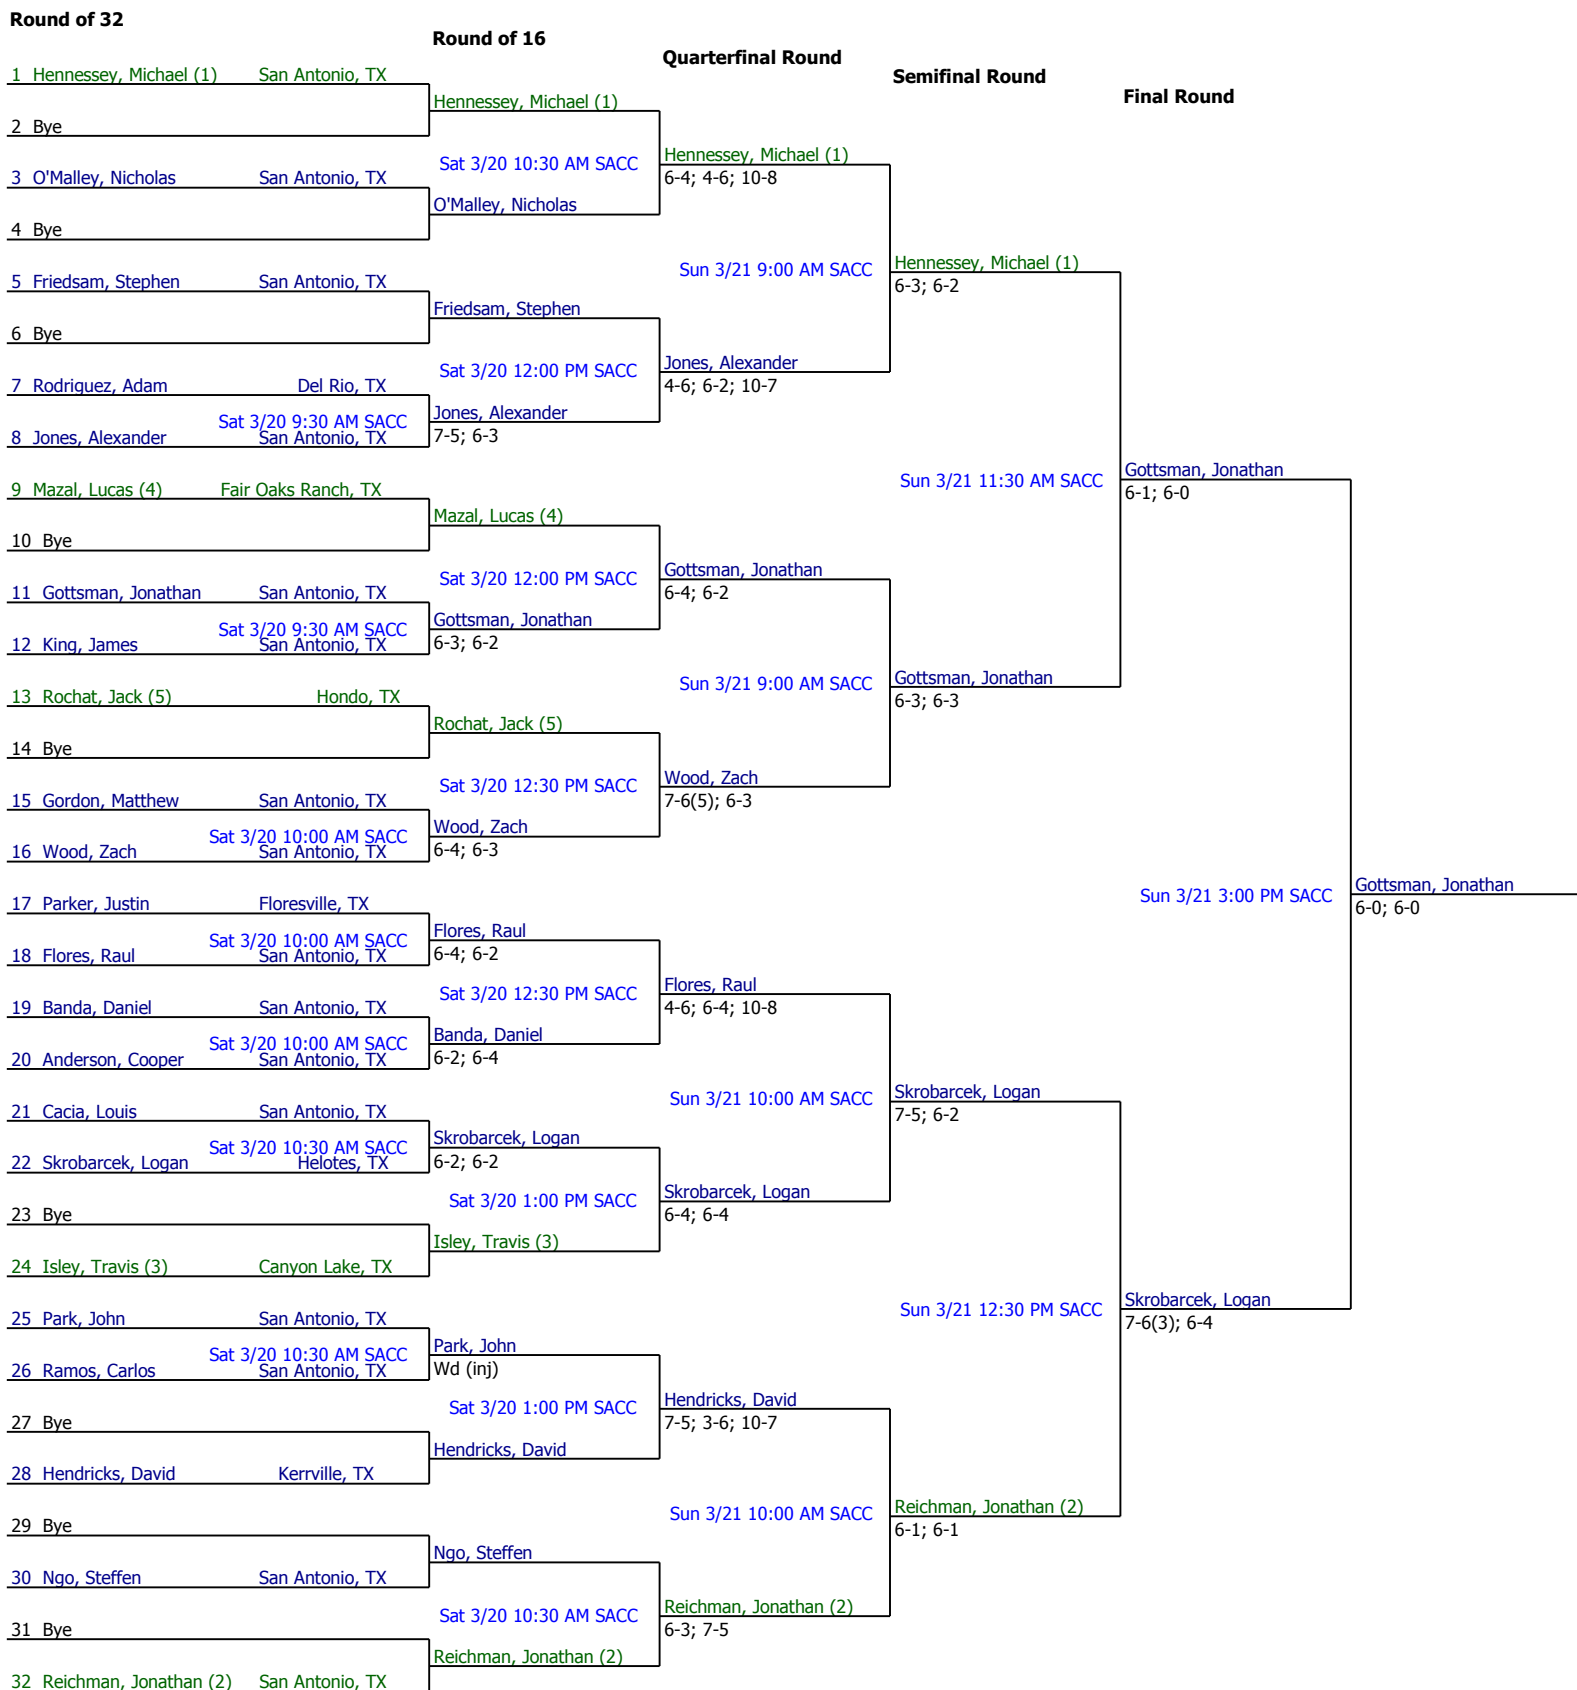 Round of 32
Round of 16
Quarterfinal Round
Semifinal Round
Final Round
1 Hennessey, Michael (1) San Antonio, TX
2 Bye
3 O'Malley, Nicholas San Antonio, TX
4 Bye
5 Friedsam, Stephen San Antonio, TX
6 Bye
7 Rodriguez, Adam Del Rio, TX
Sat 3/20 9:30 AM SACC
8 Jones, Alexander San Antonio, TX
9 Mazal, Lucas (4) Fair Oaks Ranch, TX
10 Bye
11 Gottsman, Jonathan San Antonio, TX
Sat 3/20 9:30 AM SACC
12 King, James San Antonio, TX
13 Rochat, Jack (5) Hondo, TX
14 Bye
15 Gordon, Matthew San Antonio, TX
Sat 3/20 10:00 AM SACC
16 Wood, Zach San Antonio, TX
17 Parker, Justin Floresville, TX
Sat 3/20 10:00 AM SACC
18 Flores, Raul San Antonio, TX
19 Banda, Daniel San Antonio, TX
Sat 3/20 10:00 AM SACC
20 Anderson, Cooper San Antonio, TX
21 Cacia, Louis San Antonio, TX
Sat 3/20 10:30 AM SACC
22 Skrobarcek, Logan Helotes, TX
23 Bye
24 Isley, Travis (3) Canyon Lake, TX
25 Park, John San Antonio, TX
Sat 3/20 10:30 AM SACC
26 Ramos, Carlos San Antonio, TX
27 Bye
28 Hendricks, David Kerrville, TX
29 Bye
30 Ngo, Steffen San Antonio, TX
31 Bye
32 Reichman, Jonathan (2) San Antonio, TX
Hennessey, Michael (1)
Sat 3/20 10:30 AM SACC
O'Malley, Nicholas
Friedsam, Stephen
Sat 3/20 12:00 PM SACC
Jones, Alexander
7-5; 6-3
Mazal, Lucas (4)
Sat 3/20 12:00 PM SACC
Gottsman, Jonathan
6-3; 6-2
Rochat, Jack (5)
Sat 3/20 12:30 PM SACC
Wood, Zach
6-4; 6-3
Flores, Raul
6-4; 6-2
Sat 3/20 12:30 PM SACC
Banda, Daniel
6-2; 6-4
Skrobarcek, Logan
6-2; 6-2
Sat 3/20 1:00 PM SACC
Isley, Travis (3)
Park, John
Wd (inj)
Sat 3/20 1:00 PM SACC
Hendricks, David
Ngo, Steffen
Sat 3/20 10:30 AM SACC
Reichman, Jonathan (2)
Hennessey, Michael (1)
6-4; 4-6; 10-8
Sun 3/21 9:00 AM SACC
Jones, Alexander
4-6; 6-2; 10-7
Gottsman, Jonathan
6-4; 6-2
Sun 3/21 9:00 AM SACC
Wood, Zach
7-6(5); 6-3
Flores, Raul
4-6; 6-4; 10-8
Sun 3/21 10:00 AM SACC
Skrobarcek, Logan
6-4; 6-4
Hendricks, David
7-5; 3-6; 10-7
Sun 3/21 10:00 AM SACC
Reichman, Jonathan (2)
6-3; 7-5
Hennessey, Michael (1)
6-3; 6-2
Sun 3/21 11:30 AM SACC
Gottsman, Jonathan
6-3; 6-3
Skrobarcek, Logan
7-5; 6-2
Sun 3/21 12:30 PM SACC
Reichman, Jonathan (2)
6-1; 6-1
Gottsman, Jonathan
6-1; 6-0
Sun 3/21 3:00 PM SACC
Skrobarcek, Logan
7-6(3); 6-4
Gottsman, Jonathan
6-0; 6-0